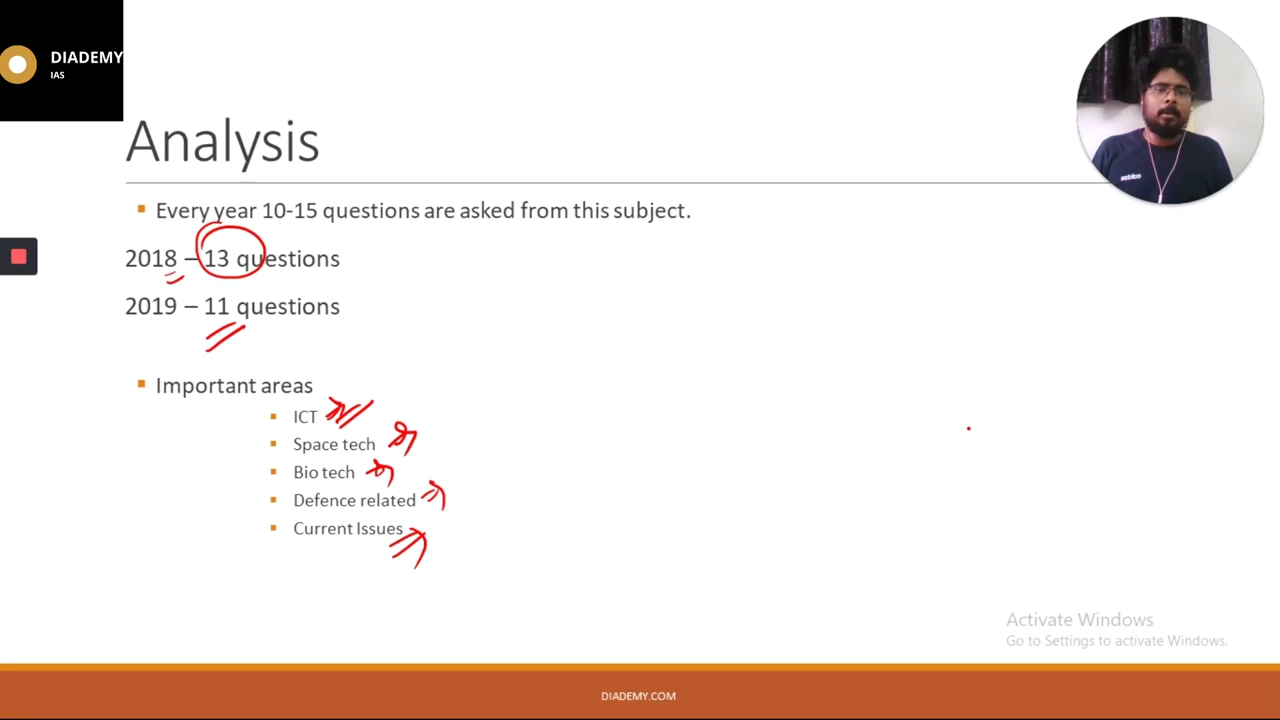 DIADEMY
IAS
Analysis
Every year 10-15 questions are asked from this subject.
2018 – 13 questions
2019 – 11 questions
Important areas
ICT
Space tech
Bio tech
Defence related
Current Issues
Activate Windows
Go to Settings to activate Windows.
DIADEMY.COM